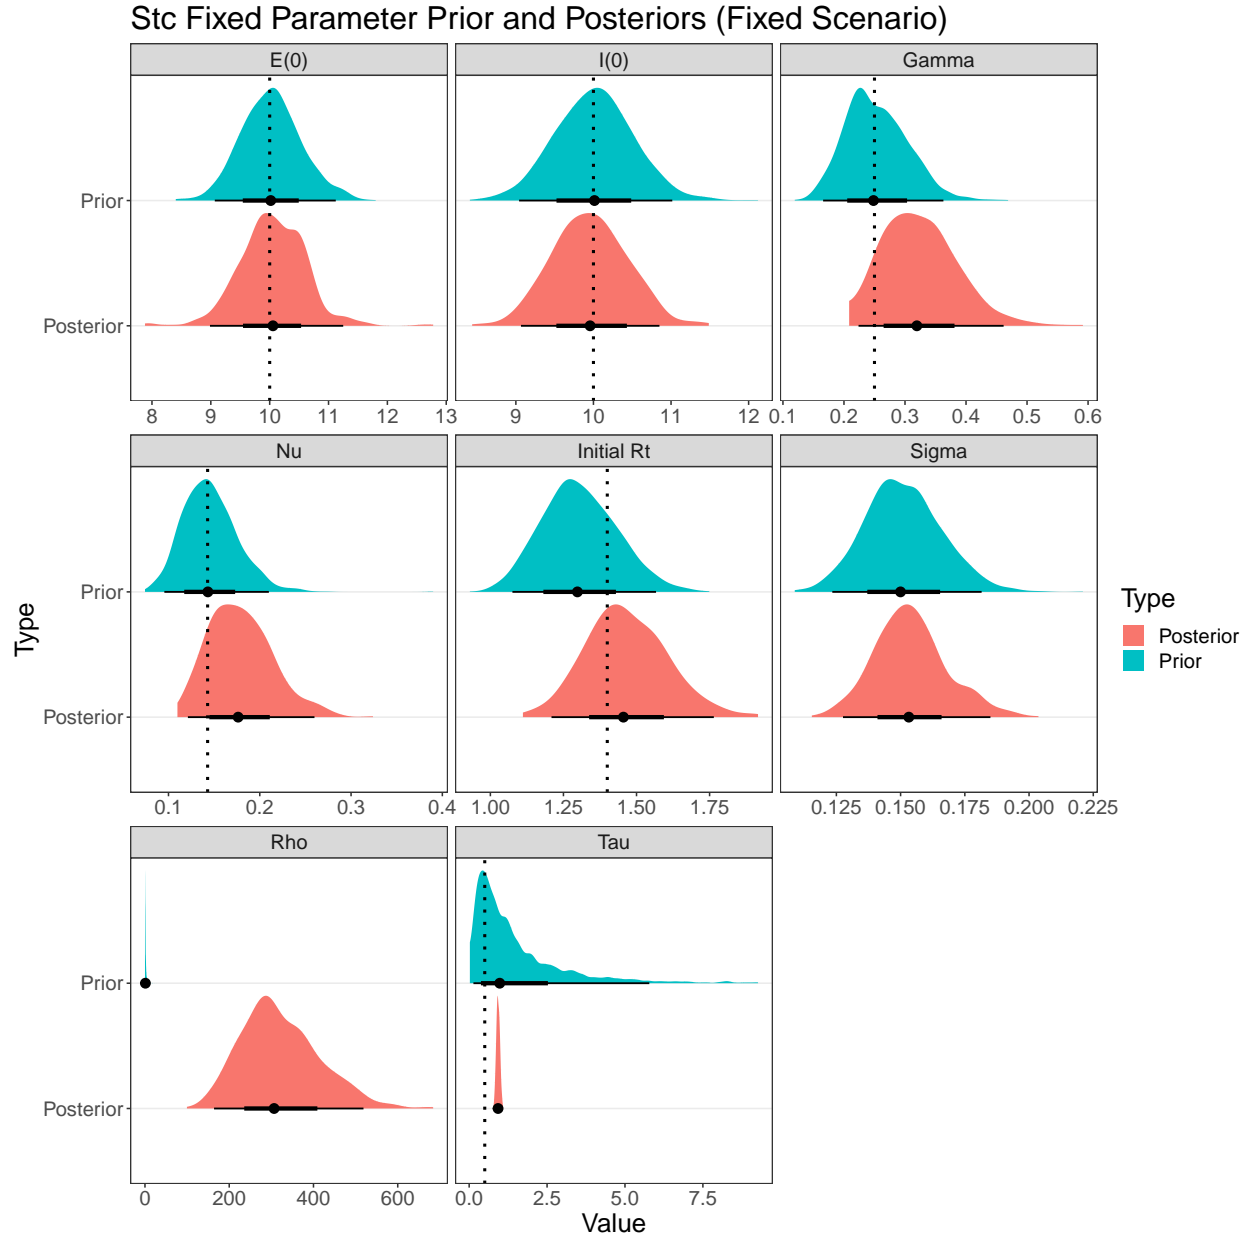 Stc Fixed Parameter Prior and Posteriors (Fixed Scenario)
E(0)
I(0)
Gamma
Prior
Posterior
8 9 10 11 12 13
9 10 11 12
0.1 0.2 0.3 0.4 0.5 0.6
Nu
Initial Rt
Sigma
Prior
Posterior
0.1 0.2 0.3 0.4
1.00 1.25 1.50 1.75
0.125 0.150 0.175 0.200 0.225
Rho
Tau
Prior
Posterior
0 200 400 600
0.0 2.5 5.0 7.5
Type
Value
Type
Posterior
Prior